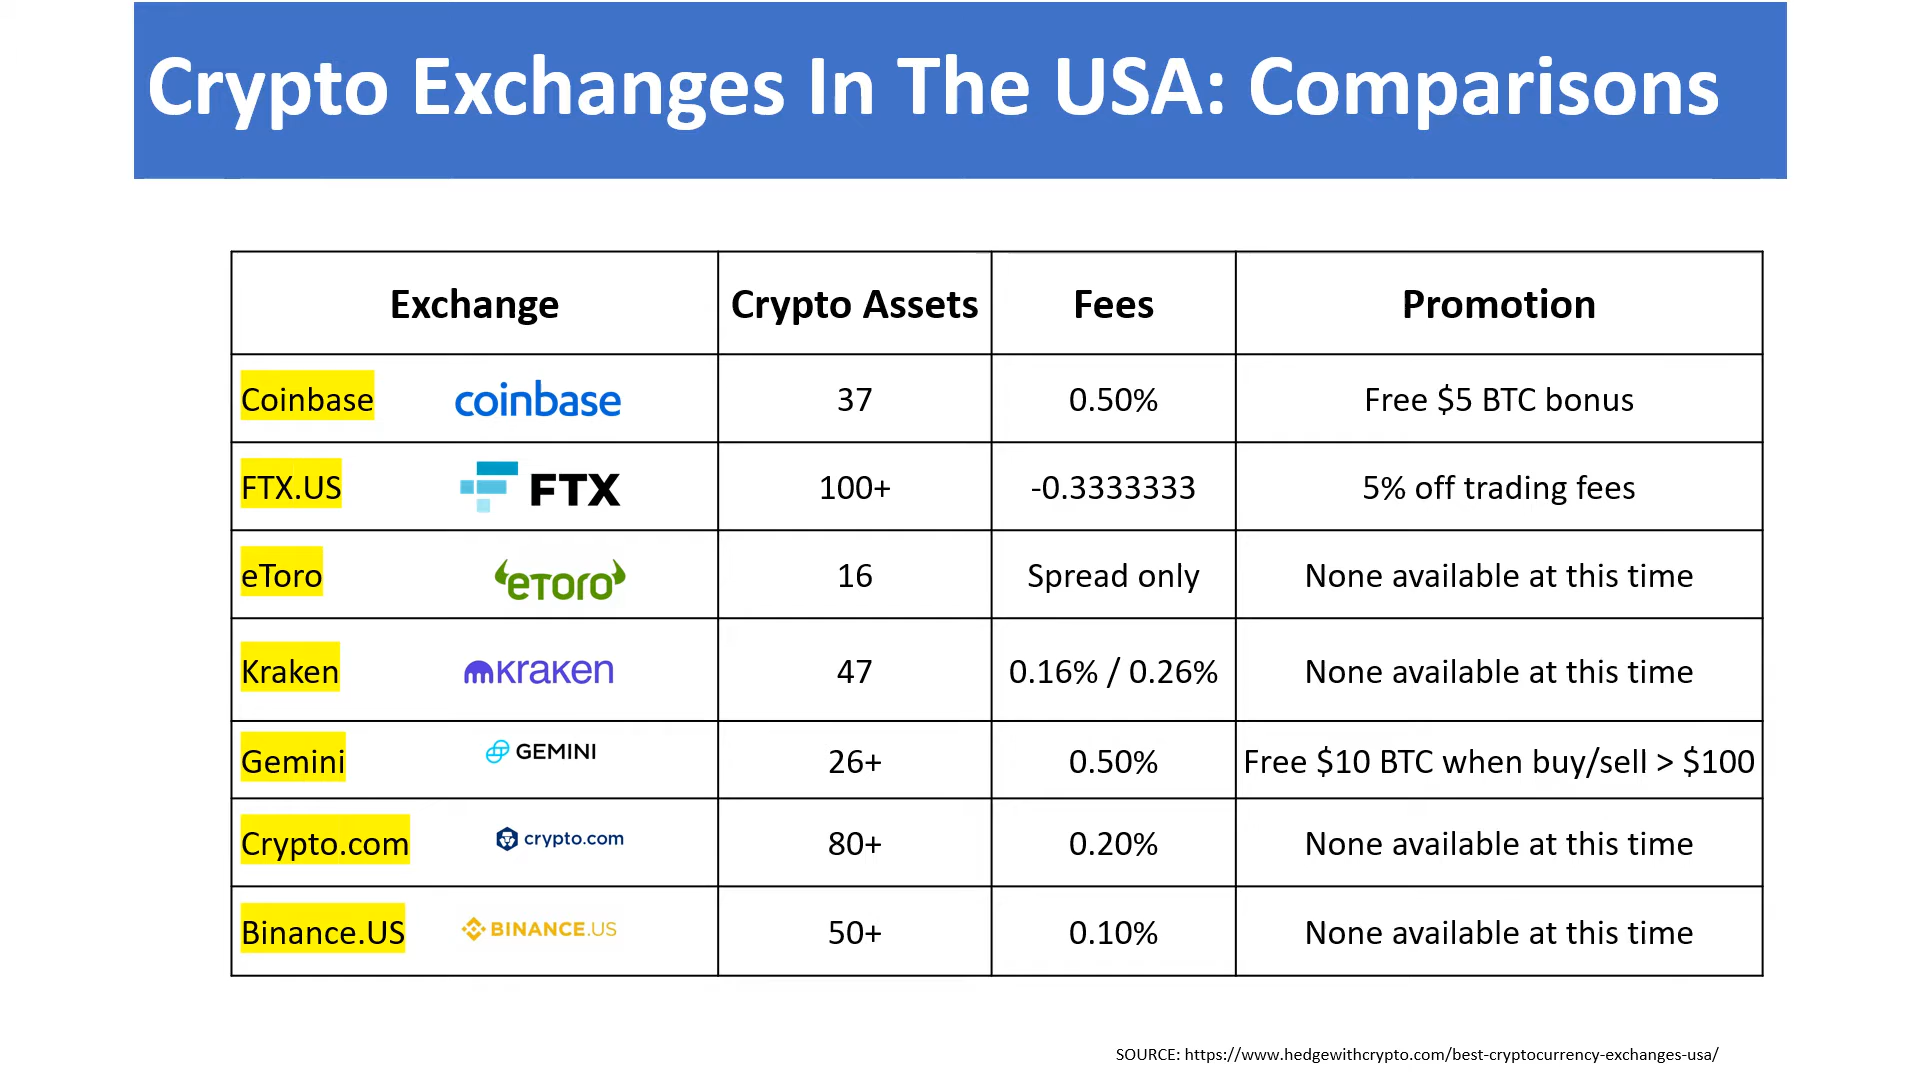 Crypto Exchanges In The USA: Comparisons
Exchange Crypto Assets Fees Promotion
Coinbase coinbase 37 0.50% Free $5 BTC bonus
FTX.US FTX 100+ -0.3333333 5% off trading fees
eToro eToro 16 Spread only None available at this time
Kraken Kraken 47 0.16% / 0.26% None available at this time
Gemini GEMINI 26+ 0.50% Free $10 BTC when buy/sell > $100
Crypto.com crypto.com 80+ 0.20% None available at this time
Binance.US BINANCE.US 50+ 0.10% None available at this time
SOURCE: https://www.hedgewithcrypto.com/best-cryptocurrency-exchanges-usa/